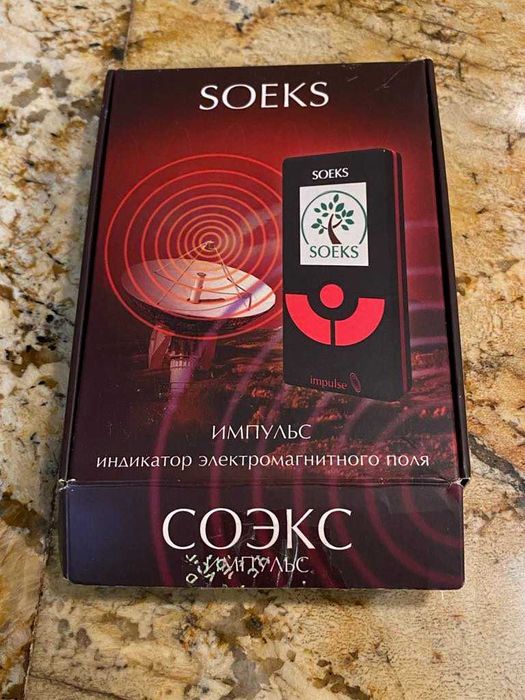 SOEKS
SOEKS
SOEKS
impulse
ИМПУЛЬС
ИНДИКАТОР ЭЛЕКТРОМАГНИТНОГО ПОЛЯ
СОЭКС
ИМПУЛЬС